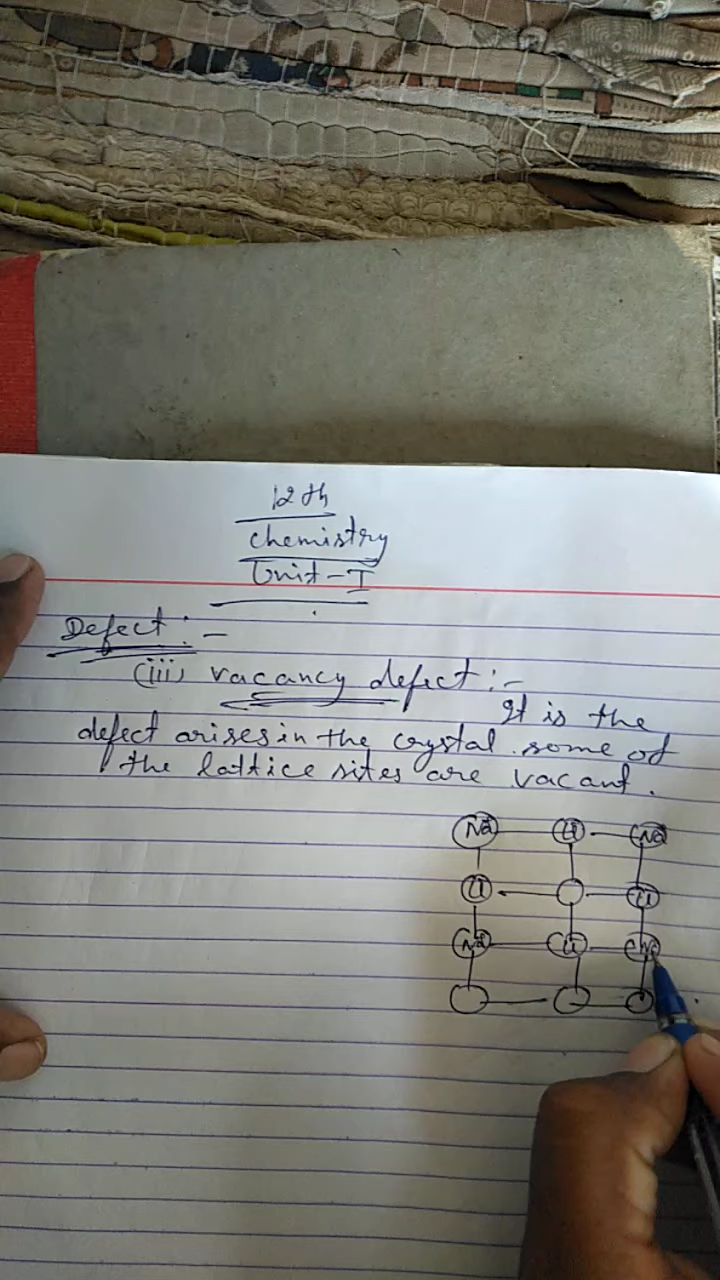 12th
chemistry
Unit-I
Defect:-
(iii) vacancy defect:-
It is the
defect arises in the crystal some of
the lattice sites are vacant.
Na Cl Na
Cl Cl
Na Cl Na